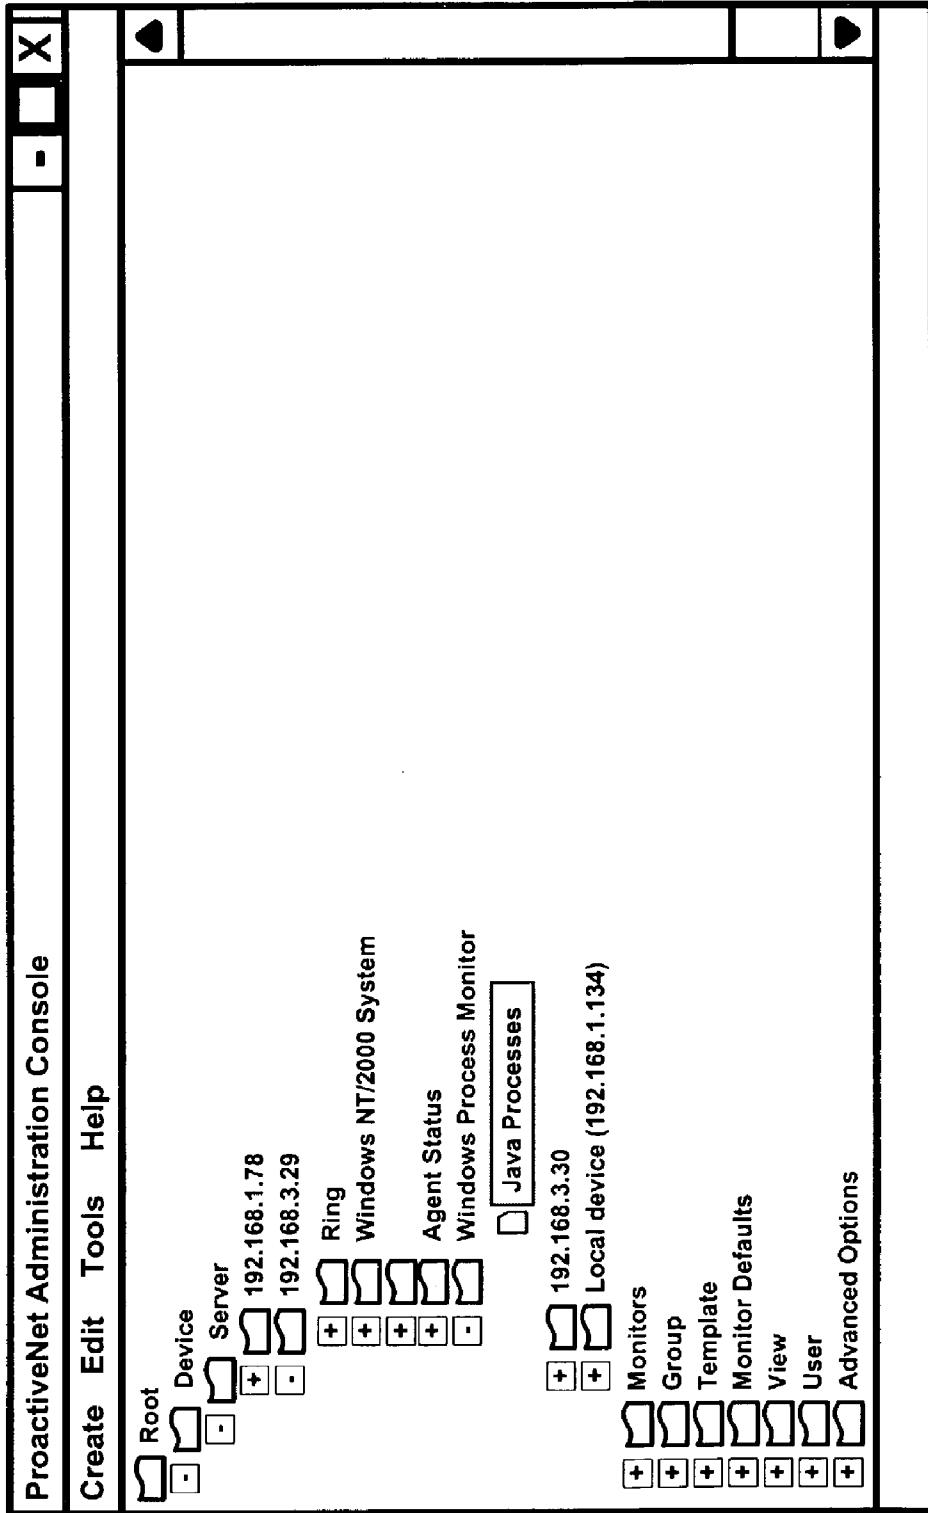 ProactiveNet Administration Console - X
Create Edit Tools Help
Root
- Device
- Server
+ 192.168.1.78
- 192.168.3.29
+ Ring
+ Windows NT/2000 System
+
+ Agent Status
- Windows Process Monitor
Java Processes
+ 192.168.3.30
+ Local device (192.168.1.134)
+ Monitors
+ Group
+ Template
+ Monitor Defaults
+ View
+ User
+ Advanced Options